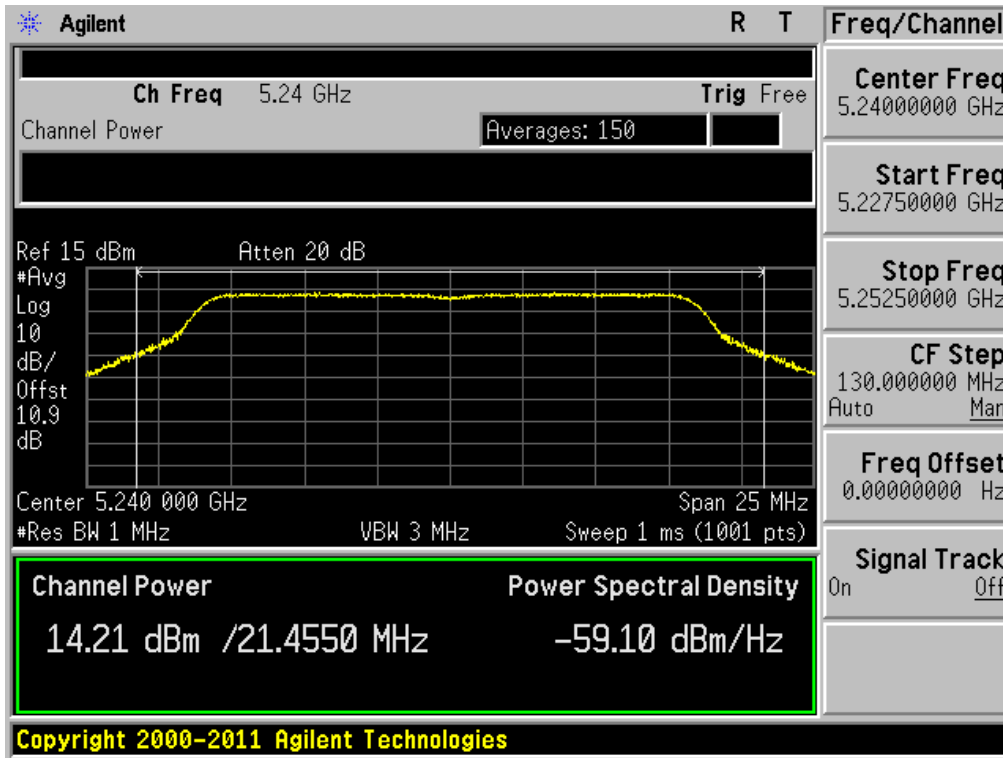 Agilent R T
Freq/Channel
Ch Freq 5.24 GHz Trig Free
Channel Power Averages: 150
Center Freq
5.24000000 GHz
Start Freq
5.22750000 GHz
Stop Freq
5.25250000 GHz
CF Step
130.000000 MHz
Auto Man
Freq Offset
0.00000000 Hz
Signal Track
On Off
Ref 15 dBm Atten 20 dB
#Avg
Log
10
dB/
Offst
10.9
dB
Center 5.240 000 GHz Span 25 MHz
#Res BW 1 MHz VBW 3 MHz Sweep 1 ms (1001 pts)
Channel Power Power Spectral Density
14.21 dBm /21.4550 MHz -59.10 dBm/Hz
Copyright 2000-2011 Agilent Technologies